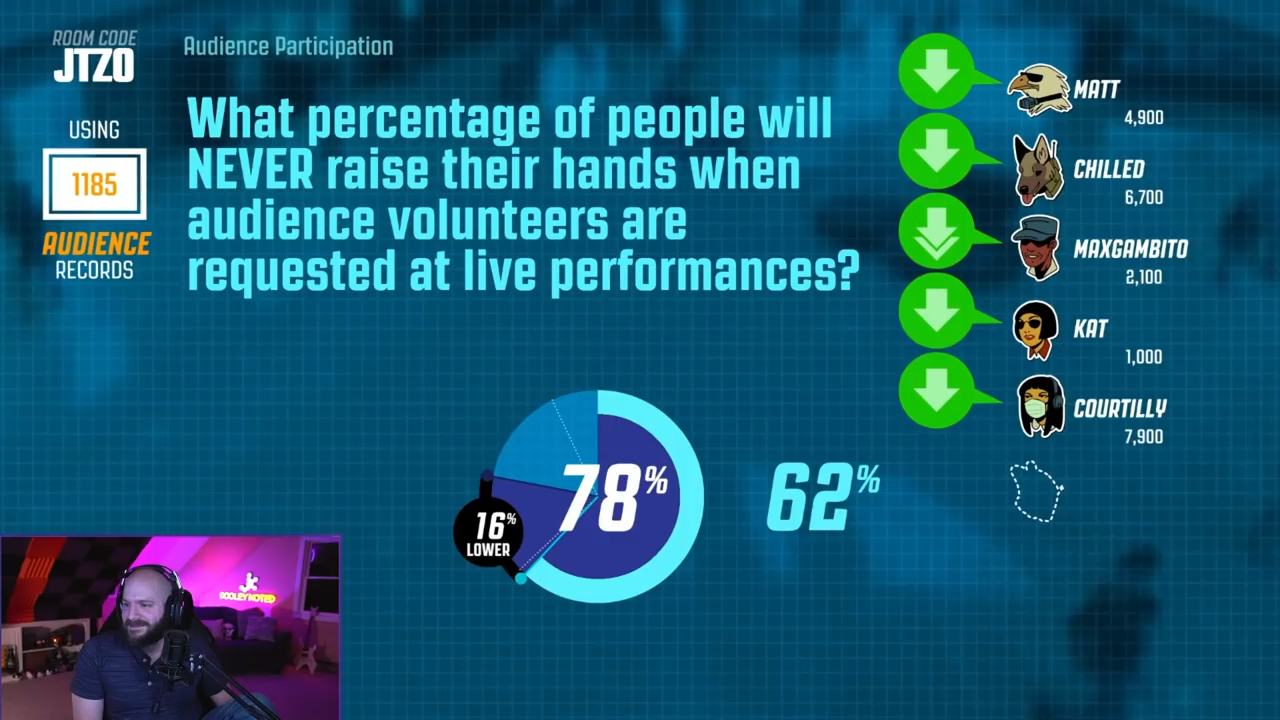 ROOM CODE
JTZO
Audience Participation
USING
1185
AUDIENCE
RECORDS
What percentage of people will
NEVER raise their hands when
audience volunteers are
requested at live performances?
MATT
4,900
CHILLED
6,700
MAXGAMBITO
2,100
KAT
1,000
COURTILLY
7,900
78%
62%
16%
LOWER
DOOLEYNOTED